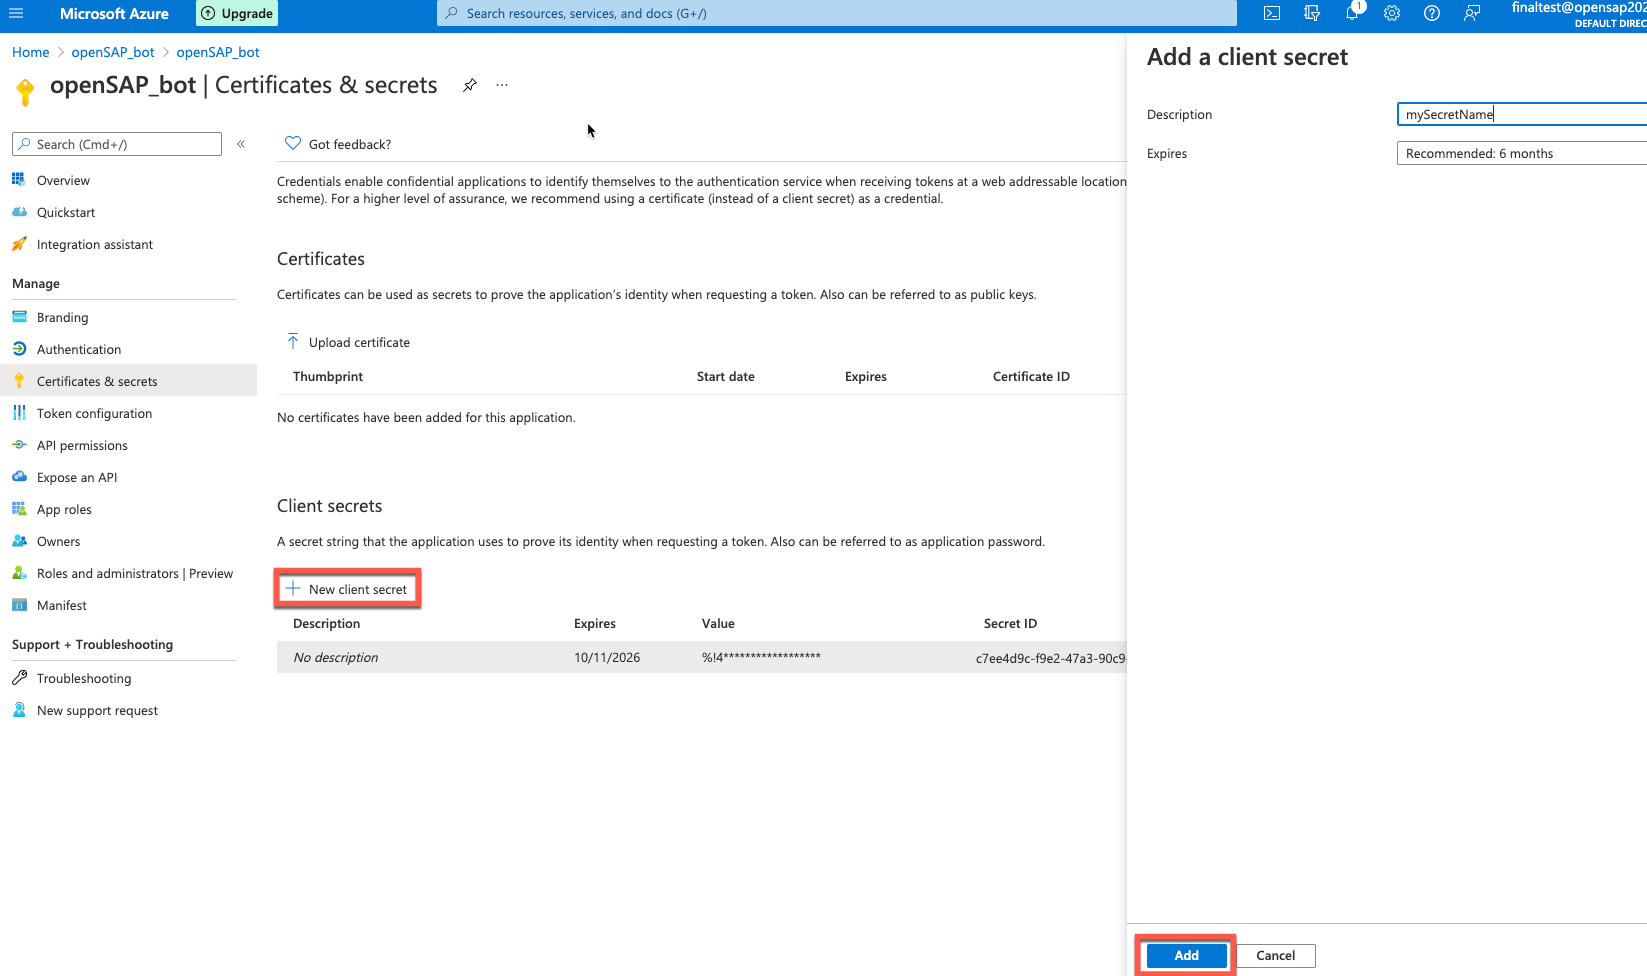 Microsoft Azure
Upgrade
Search resources, services, and docs (G+/)
1
finaltest@opensap202
DEFAULT DIREC
Home > openSAP_bot > openSAP_bot
openSAP_bot | Certificates & secrets
...
Search (Cmd+/)
«
Overview
Quickstart
Integration assistant
Manage
Branding
Authentication
Certificates & secrets
Token configuration
API permissions
Expose an API
App roles
Owners
Roles and administrators | Preview
Manifest
Support + Troubleshooting
Troubleshooting
New support request
Got feedback?
Credentials enable confidential applications to identify themselves to the authentication service when receiving tokens at a web addressable location
scheme). For a higher level of assurance, we recommend using a certificate (instead of a client secret) as a credential.
Certificates
Certificates can be used as secrets to prove the application's identity when requesting a token. Also can be referred to as public keys.
Upload certificate
Thumbprint Start date Expires Certificate ID
No certificates have been added for this application.
Client secrets
A secret string that the application uses to prove its identity when requesting a token. Also can be referred to as application password.
New client secret
Description Expires Value Secret ID
No description 10/11/2026 %!4****************** c7ee4d9c-f9e2-47a3-90c9-
Add a client secret
Description mySecretName
Expires Recommended: 6 months
Add Cancel